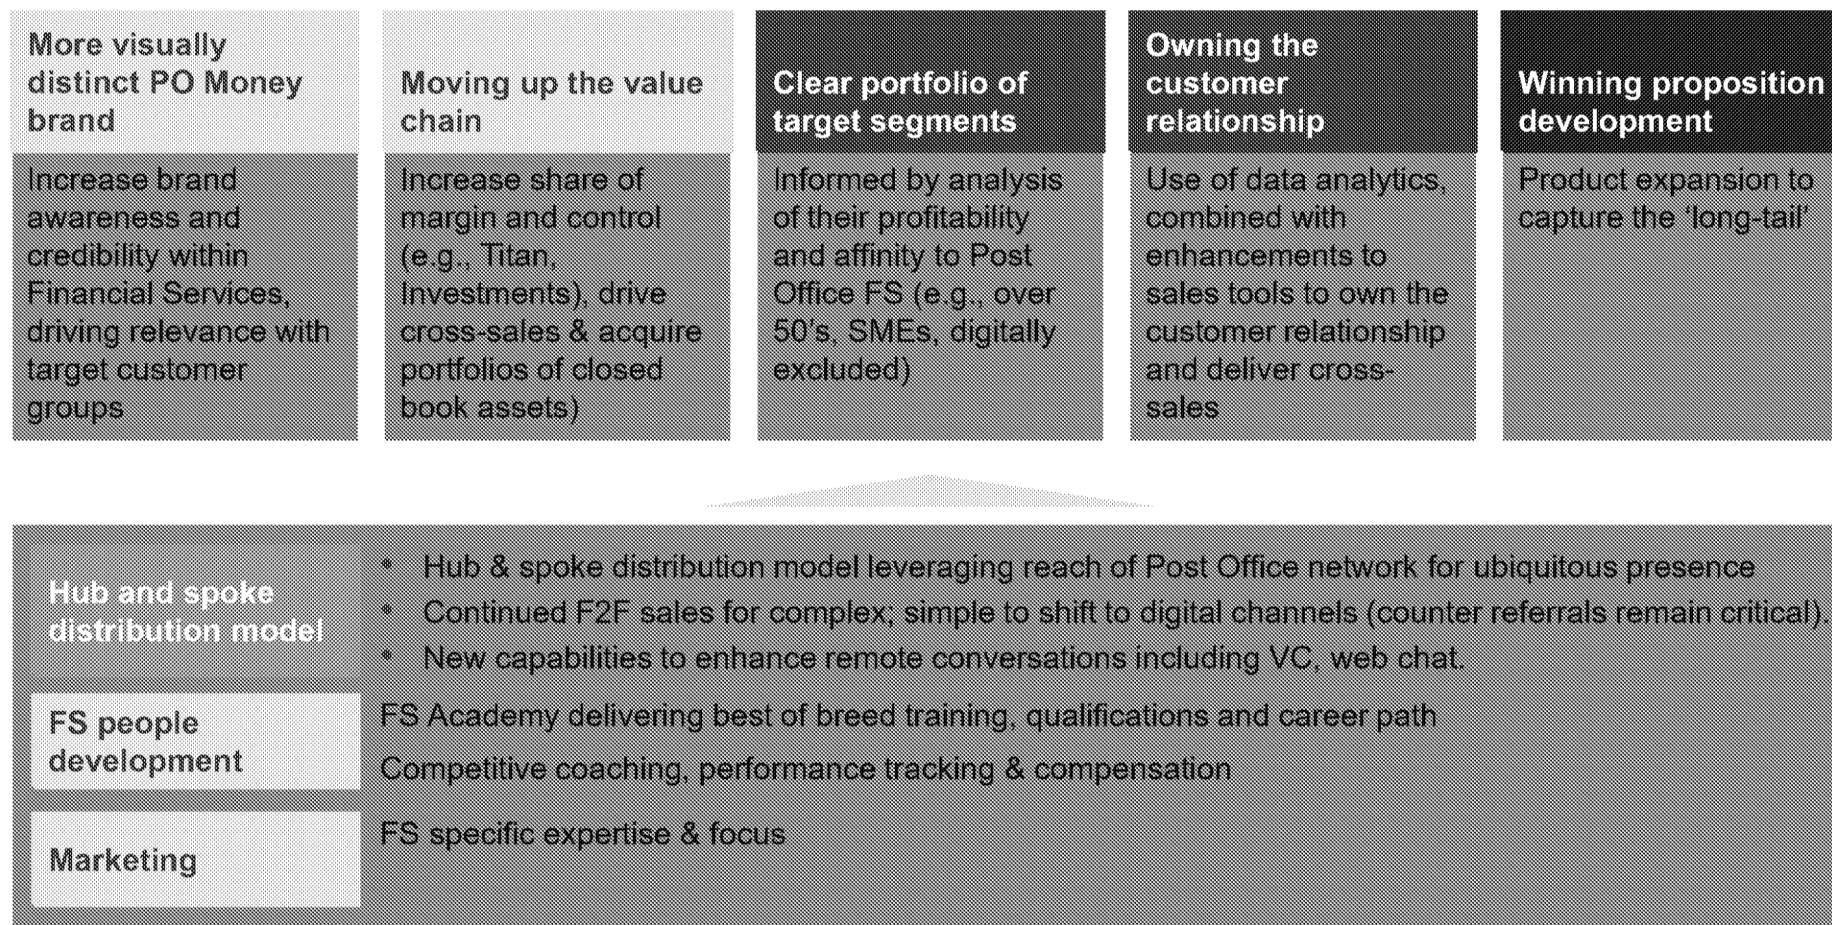 More visually
distinct PO Money
brand
Increase brand
awareness and
credibility within
Financial Services,
driving relevance with
target customer
groups
Moving up the value
chain
Increase share of
margin and control
(e.g., Titan,
Investments), drive
cross-sales & acquire
portfolios of closed
book assets)
Clear portfolio of
target segments
Informed by analysis
of their profitability
and affinity to Post
Office FS (e.g., over
50's, SMEs, digitally
excluded)
Owning the
customer
relationship
Use of data analytics,
combined with
enhancements to
sales tools to own the
customer relationship
and deliver cross-
sales
Winning proposition
development
Product expansion to
capture the ‘long-tail’
Hub and spoke
distribution model
• Hub & spoke distribution model leveraging reach of Post Office network for ubiquitous presence
• Continued F2F sales for complex; simple to shift to digital channels (counter referrals remain critical).
• New capabilities to enhance remote conversations including VC, web chat.
FS people
development
FS Academy delivering best of breed training, qualifications and career path
Competitive coaching, performance tracking & compensation
Marketing
FS specific expertise & focus